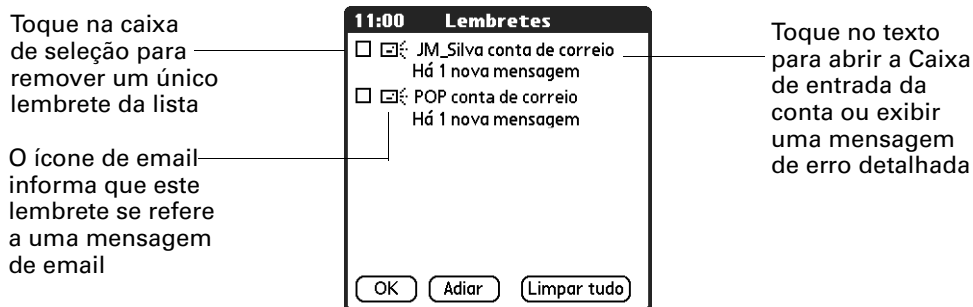 Toque na caixa
de seleção para
remover um único
lembrete da lista
O ícone de email
informa que este
lembrete se refere
a uma mensagem
de email
11:00 Lembretes
JM_Silva conta de correio
Há 1 nova mensagem
POP conta de correio
Há 1 nova mensagem
OK Adiar Limpar tudo
Toque no texto
para abrir a Caixa
de entrada da
conta ou exibir
uma mensagem
de erro detalhada